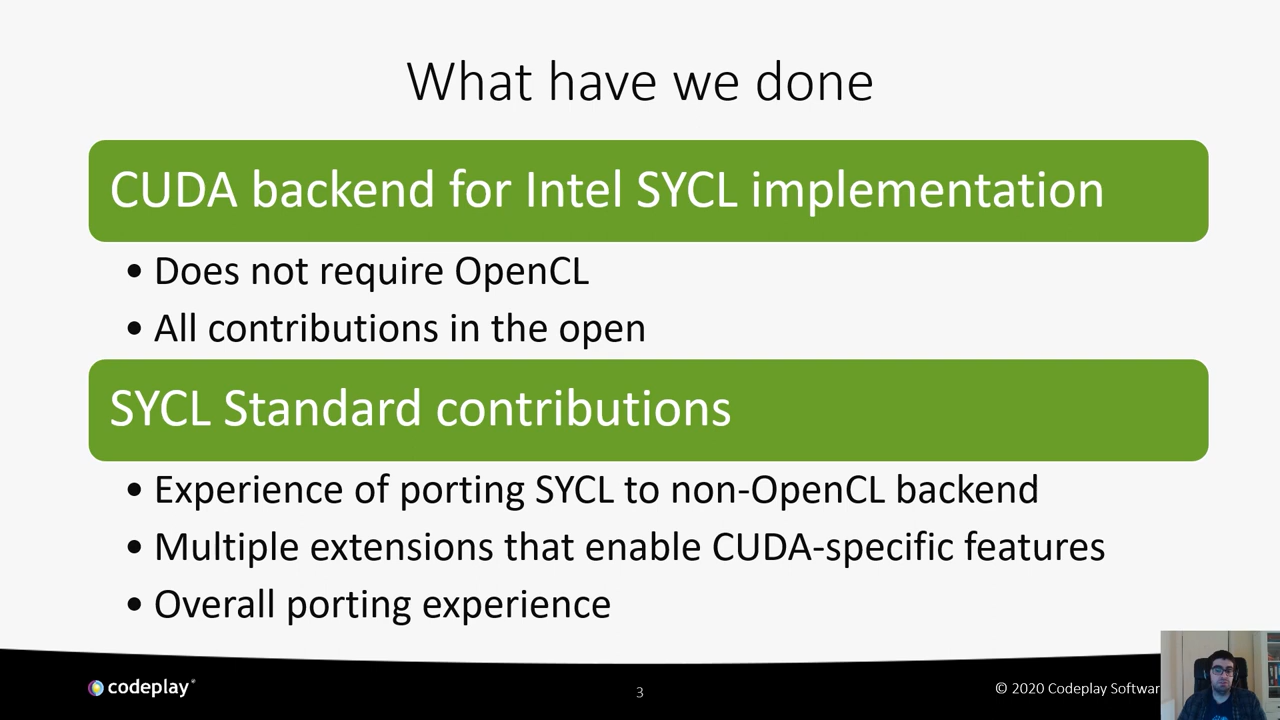 What have we done
CUDA backend for Intel SYCL implementation
• Does not require OpenCL
• All contributions in the open
SYCL Standard contributions
• Experience of porting SYCL to non-OpenCL backend
• Multiple extensions that enable CUDA-specific features
• Overall porting experience
codeplay®
3
© 2020 Codeplay Softwar